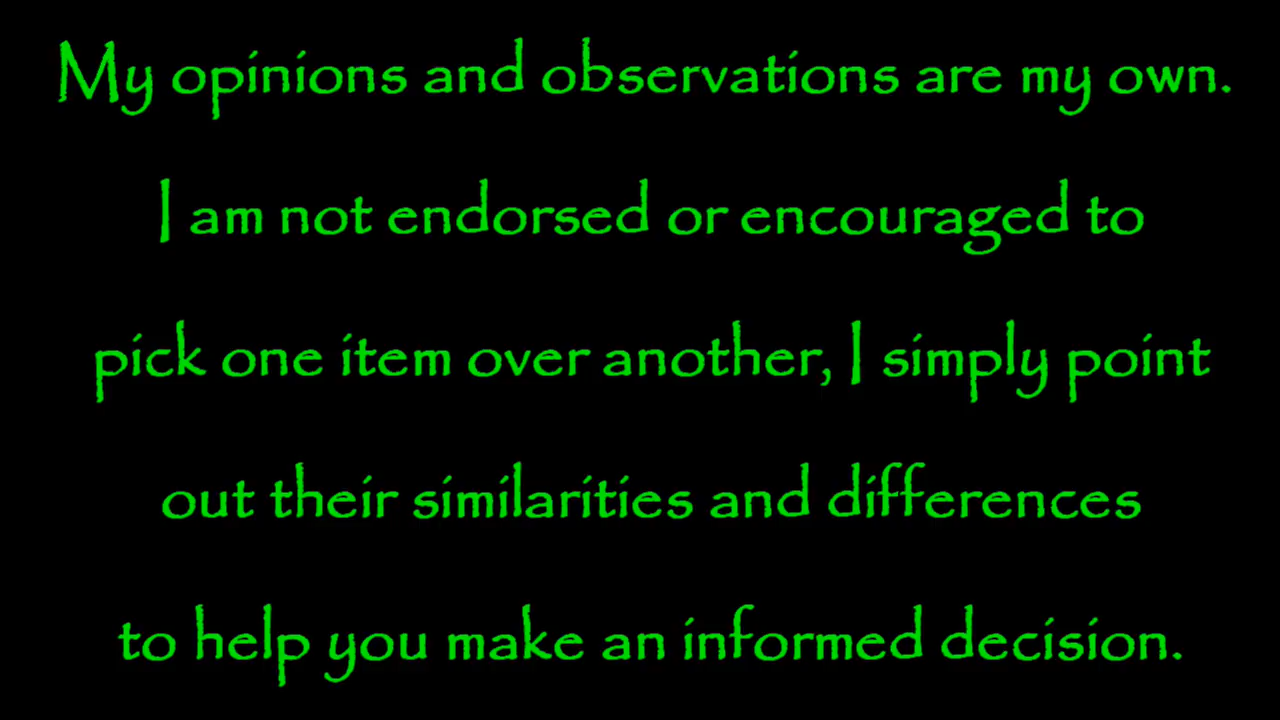 My opinions and observations are my own.
I am not endorsed or encouraged to
pick one item over another, I simply point
out their similarities and differences
to help you make an informed decision.